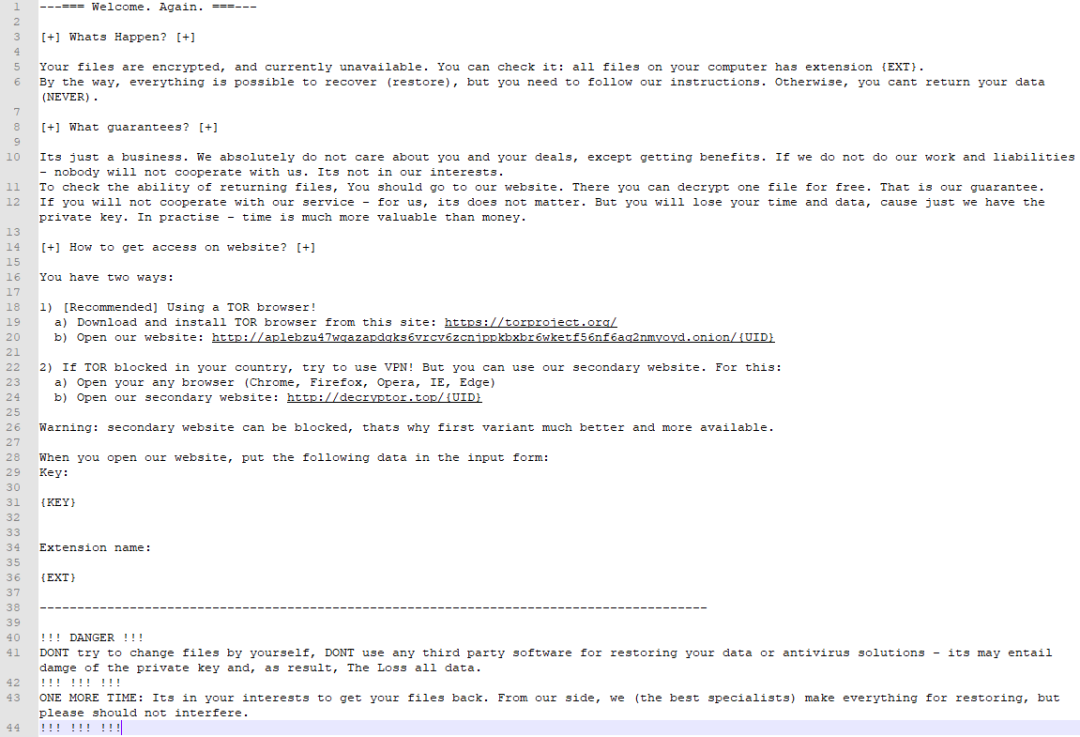 1 ---=== Welcome. Again. ===---
2
3 [+] Whats Happen? [+]
4
5 Your files are encrypted, and currently unavailable. You can check it: all files on your computer has extension {EXT}.
6 By the way, everything is possible to recover (restore), but you need to follow our instructions. Otherwise, you cant return your data
(NEVER).
7
8 [+] What guarantees? [+]
9
10 Its just a business. We absolutely do not care about you and your deals, except getting benefits. If we do not do our work and liabilities
- nobody will not cooperate with us. Its not in our interests.
11 To check the ability of returning files, You should go to our website. There you can decrypt one file for free. That is our guarantee.
12 If you will not cooperate with our service - for us, its does not matter. But you will lose your time and data, cause just we have the
private key. In practise - time is much more valuable than money.
13
14 [+] How to get access on website? [+]
15
16 You have two ways:
17
18 1) [Recommended] Using a TOR browser!
19 a) Download and install TOR browser from this site: https://torproject.org/
20 b) Open our website: http://aplebzu47wgazapdqks6vrcv6zcnjppkbxbr6wketf56nf6aq2nmyoyd.onion/{UID}
21
22 2) If TOR blocked in your country, try to use VPN! But you can use our secondary website. For this:
23 a) Open your any browser (Chrome, Firefox, Opera, IE, Edge)
24 b) Open our secondary website: http://decryptor.top/{UID}
25
26 Warning: secondary website can be blocked, thats why first variant much better and more available.
27
28 When you open our website, put the following data in the input form:
29 Key:
30
31 {KEY}
32
33
34 Extension name:
35
36 {EXT}
37
38 -----------------------------------------------------------------------------------------
39
40 !!! DANGER !!!
41 DONT try to change files by yourself, DONT use any third party software for restoring your data or antivirus solutions - its may entail
damge of the private key and, as result, The Loss all data.
42 !!! !!! !!!
43 ONE MORE TIME: Its in your interests to get your files back. From our side, we (the best specialists) make everything for restoring, but
please should not interfere.
44 !!! !!! !!!